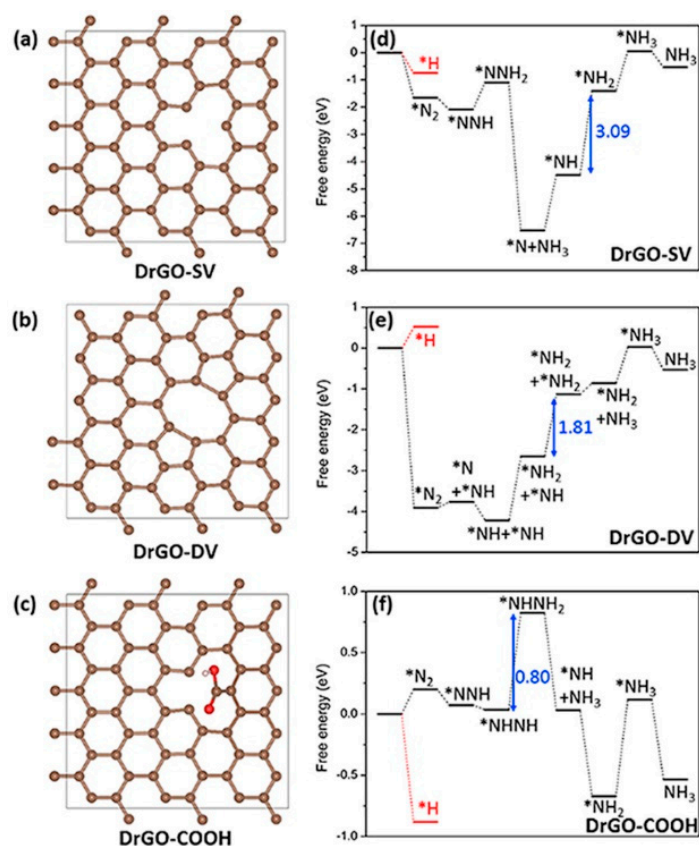 (a)
DrGO-SV
(b)
DrGO-DV
(c)
DrGO-COOH
(d)
Free energy (eV)
1
0
-1
-2
-3
-4
-5
-6
-7
-8
*H
*N₂
*NNH
*NNH₂
*N+NH₃
*NH
*NH₂
3.09
*NH₃
NH₃
DrGO-SV
(e)
Free energy (eV)
1
0
-1
-2
-3
-4
-5
*H
*N₂
*N
+*NH
*NH+*NH
*NH₂
+*NH
*NH₂
+*NH₂
1.81
*NH₂
+NH₃
*NH₃
NH₃
DrGO-DV
(f)
Free energy (eV)
1.0
0.5
0.0
-0.5
-1.0
*H
*N₂
*NNH
*NHNH
*NHNH₂
0.80
*NH
+NH₃
*NH₂
*NH₃
NH₃
DrGO-COOH